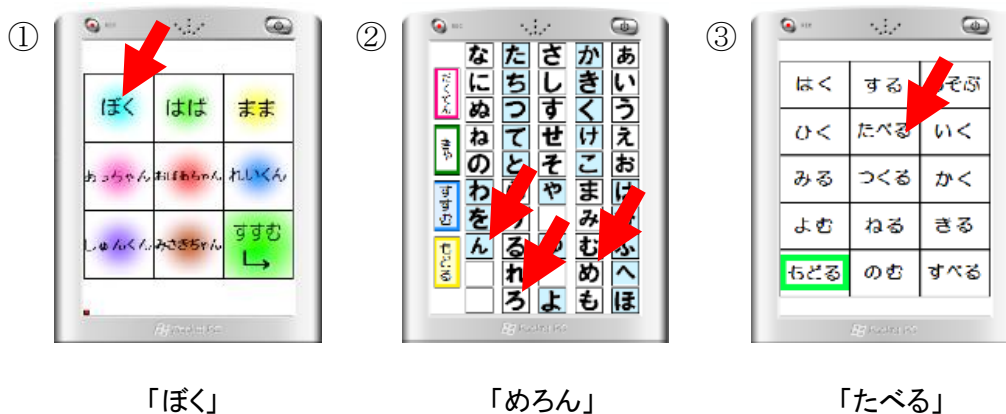 ① ② ③
ぼく はは まま
あっちゃん おばあちゃん れいくん
しゅんくん みさきちゃん すすむ
な た さ か あ
に ち し き い
ぬ つ す く う
ね て せ け え
の と そ こ お
わ や ま は
を み
ん る む ふ
れ め へ
ろ よ も ほ
だくてん
きゃ
すすむ
もどる
はく する
ひく たべる いく
みる つくる かく
よむ ねる きる
もどる のむ すべる
「ぼく」 「めろん」 「たべる」